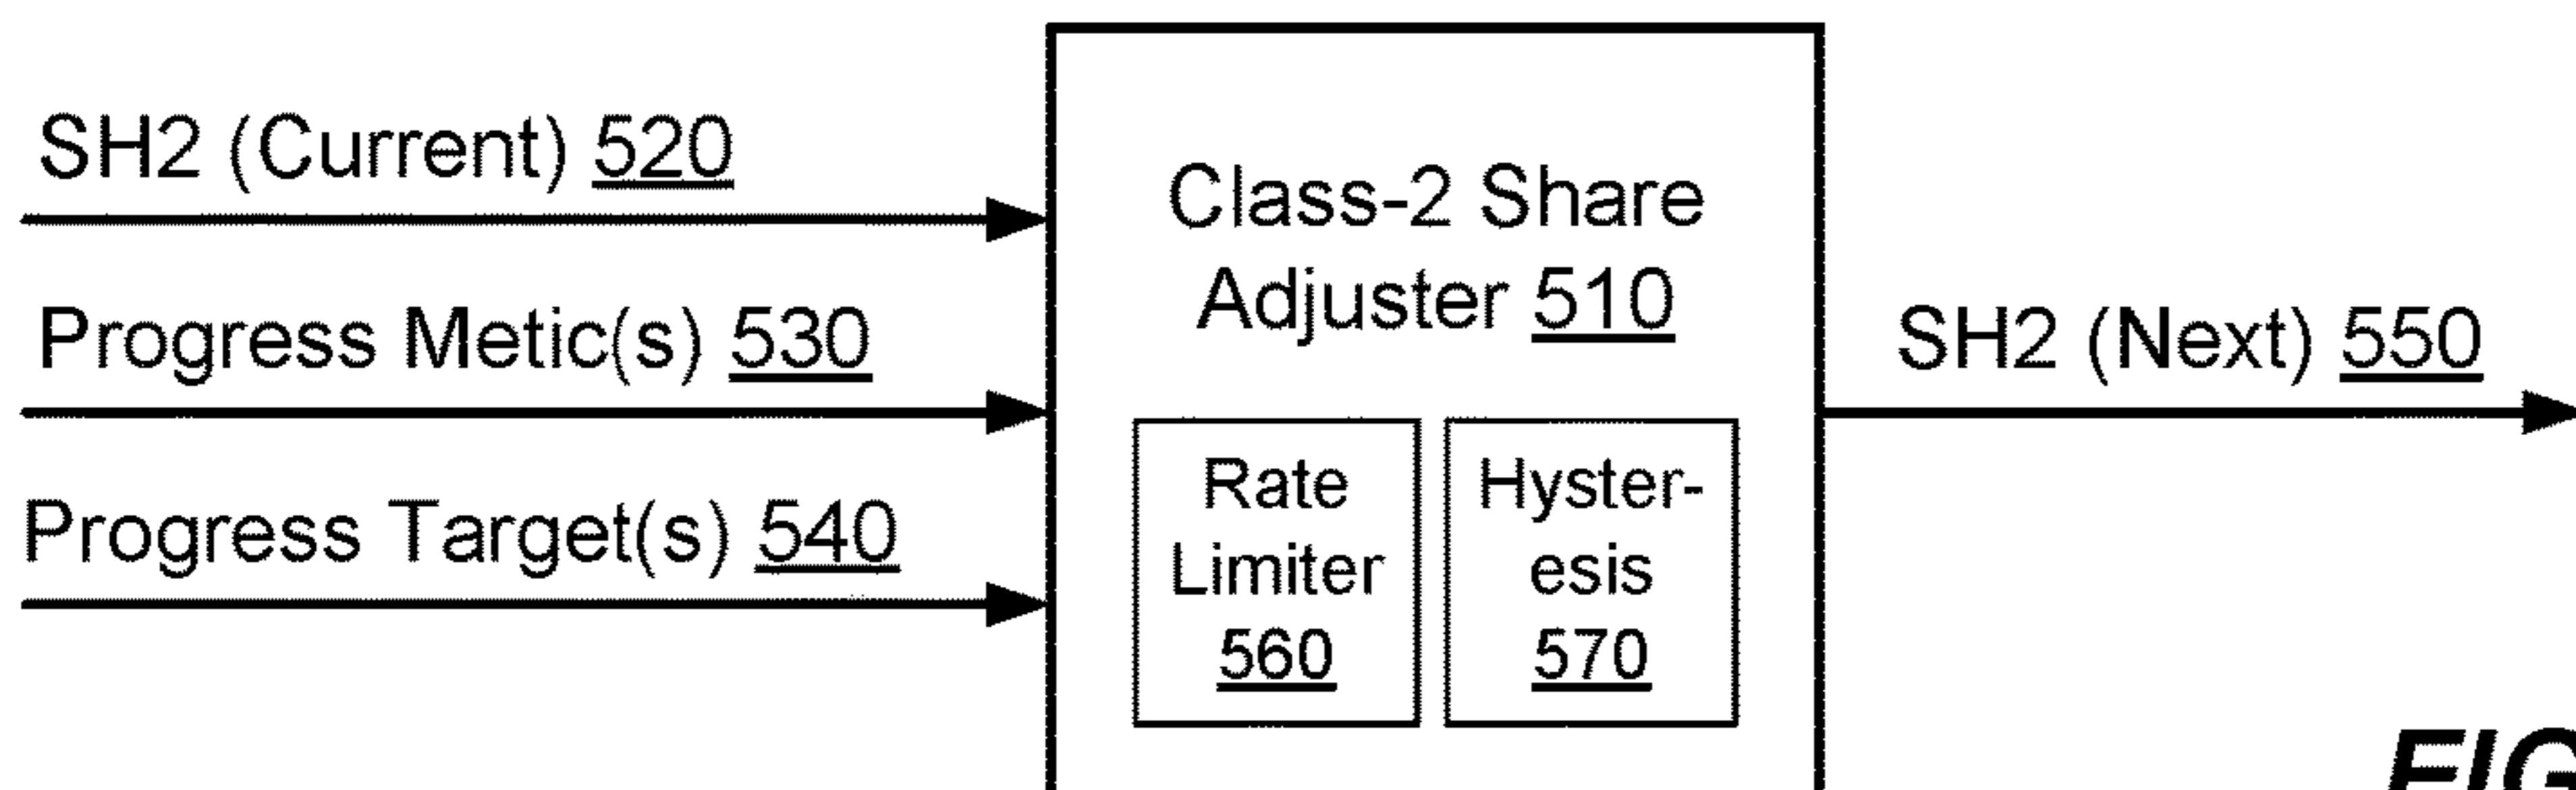 SH2 (Current) 520
Progress Metic(s) 530
Progress Target(s) 540
Class-2 Share
Adjuster 510
Rate
Limiter
560
Hyster-
esis
570
SH2 (Next) 550
FIG